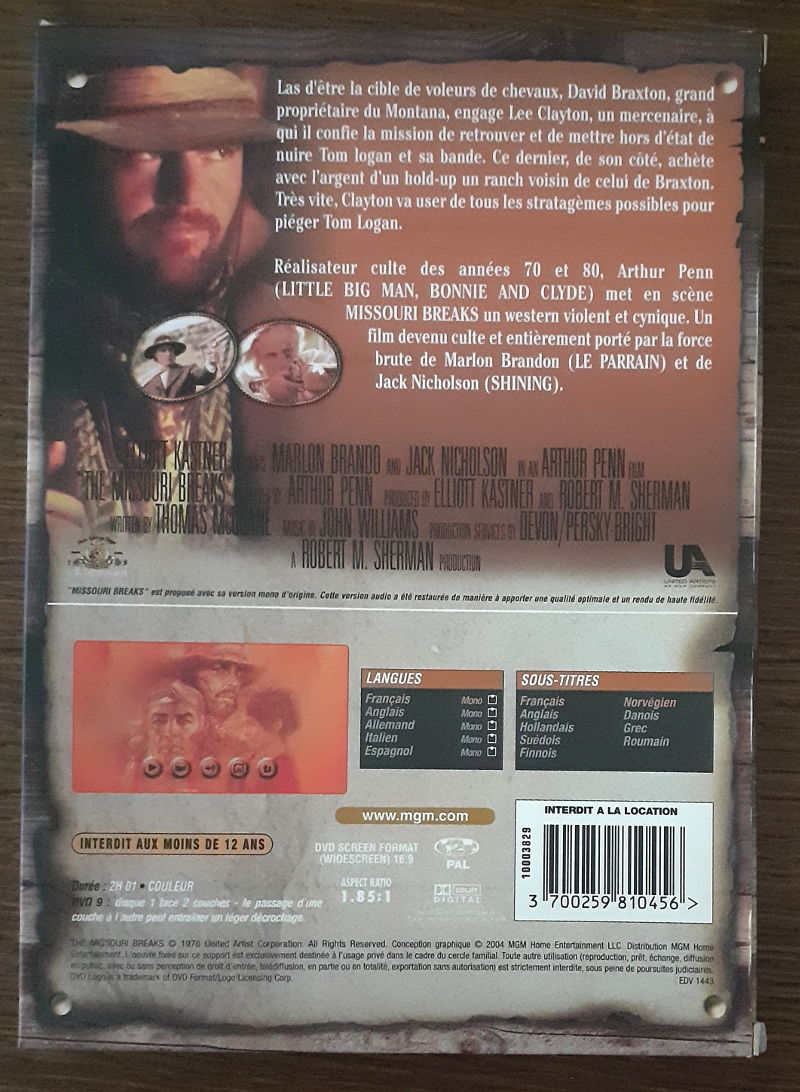 Las d'être la cible de voleurs de chevaux, David Braxton, grand
propriétaire du Montana, engage Lee Clayton, un mercenaire, à
qui il confie la mission de retrouver et de mettre hors d'état de
nuire Tom logan et sa bande. Ce dernier, de son côté, achète
avec l'argent d'un hold-up un ranch voisin de celui de Braxton.
Très vite, Clayton va user de tous les stratagèmes possibles pour
piéger Tom Logan.
Réalisateur culte des années 70 et 80, Arthur Penn
(LITTLE BIG MAN, BONNIE AND CLYDE) met en scène
MISSOURI BREAKS un western violent et cynique. Un
film devenu culte et entièrement porté par la force
brute de Marlon Brandon (LE PARRAIN) et de
Jack Nicholson (SHINING).
ELLIOTT KASTNER MARLON BRANDO AND JACK NICHOLSON IN AN ARTHUR PENN FILM
"THE MISSOURI BREAKS" ARTHUR PENN PRODUCED BY ELLIOTT KASTNER AND ROBERT M. SHERMAN
WRITTEN BY THOMAS MUSIC BY JOHN WILLIAMS PRODUCTION SERVICES BY DEVON/PERSKY-BRIGHT
A ROBERT M. SHERMAN PRODUCTION
UA
UNITED ARTISTS
"MISSOURI BREAKS" est proposé avec sa version mono d'origine. Cette version audio a été restaurée de manière à apporter une qualité optimale et un rendu de haute fidélité.
LANGUES
Français Mono
Anglais Mono
Allemand Mono
Italien Mono
Espagnol Mono
SOUS-TITRES
Français Norvégien
Anglais Danois
Hollandais Grec
Suédois Roumain
Finnois
www.mgm.com
INTERDIT AUX MOINS DE 12 ANS
DVD SCREEN FORMAT
(WIDESCREEN) 16:9
2
PAL
ASPECT RATIO
1.85:1
DOLBY
DIGITAL
INTERDIT A LA LOCATION
10003829
3 700259 810456 >
Durée : 2H 01 • COULEUR
DVD 9 : disque 1 face 2 couches - le passage d'une
couche à l'autre peut entraîner un léger décrochage.
THE MISSOURI BREAKS © 1976 United Artist Corporation. All Rights Reserved. Conception graphique © 2004 MGM Home Entertainment LLC. Distribution MGM Home
Entertainment. L'oeuvre fixée sur ce support est exclusivement destinée à l'usage privé dans le cadre du cercle familial. Toute autre utilisation (reproduction, prêt, échange, diffusion
en public, avec ou sans perception de droit d'entrée, télédiffusion, en partie ou en totalité, exportation sans autorisation) est strictement interdite, sous peine de poursuites judiciaires.
DVD Logo is a trademark of DVD Format/Logo Licensing Corp.
EDV 1443